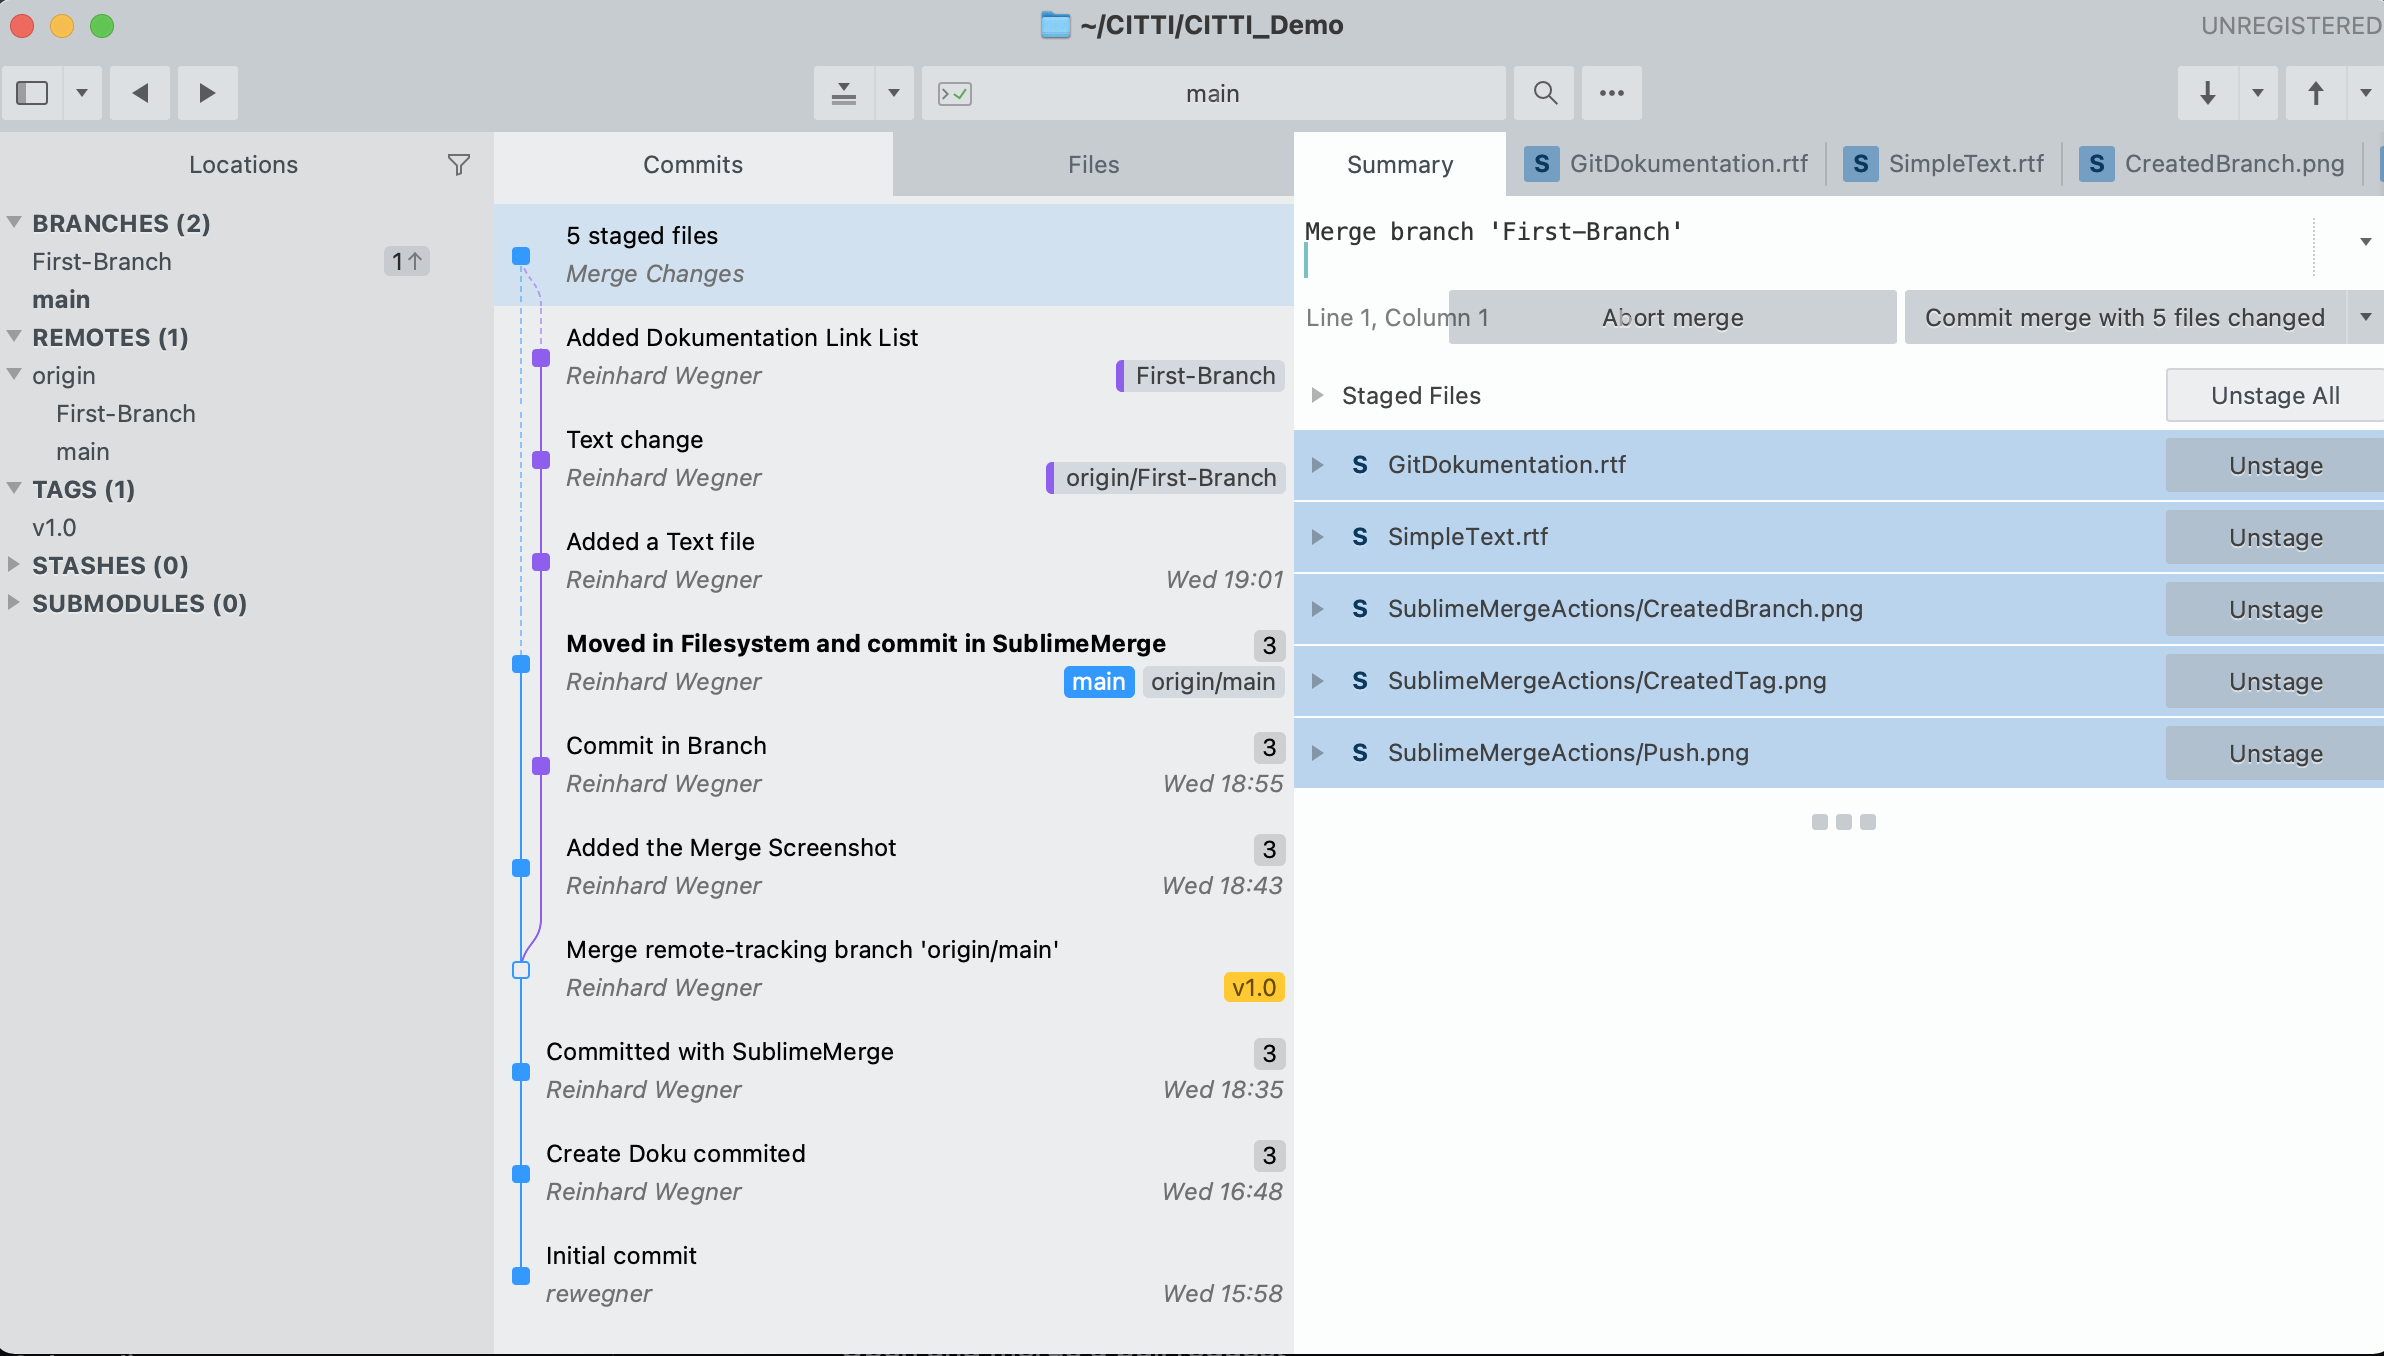 ~/CITTI/CITTI_Demo
UNREGISTERED
main
Locations
BRANCHES (2)
First-Branch
1↑
main
REMOTES (1)
origin
First-Branch
main
TAGS (1)
v1.0
STASHES (0)
SUBMODULES (0)
Commits
Files
5 staged files
Merge Changes
Added Dokumentation Link List
Reinhard Wegner
First-Branch
Text change
Reinhard Wegner
origin/First-Branch
Added a Text file
Reinhard Wegner
Wed 19:01
Moved in Filesystem and commit in SublimeMerge
3
Reinhard Wegner
main
origin/main
Commit in Branch
3
Reinhard Wegner
Wed 18:55
Added the Merge Screenshot
3
Reinhard Wegner
Wed 18:43
Merge remote-tracking branch 'origin/main'
Reinhard Wegner
v1.0
Committed with SublimeMerge
3
Reinhard Wegner
Wed 18:35
Create Doku commited
3
Reinhard Wegner
Wed 16:48
Initial commit
rewegner
Wed 15:58
Summary
S GitDokumentation.rtf
S SimpleText.rtf
S CreatedBranch.png
Merge branch 'First-Branch'
Line 1, Column 1
Abort merge
Commit merge with 5 files changed
Staged Files
Unstage All
S GitDokumentation.rtf
Unstage
S SimpleText.rtf
Unstage
S SublimeMergeActions/CreatedBranch.png
Unstage
S SublimeMergeActions/CreatedTag.png
Unstage
S SublimeMergeActions/Push.png
Unstage